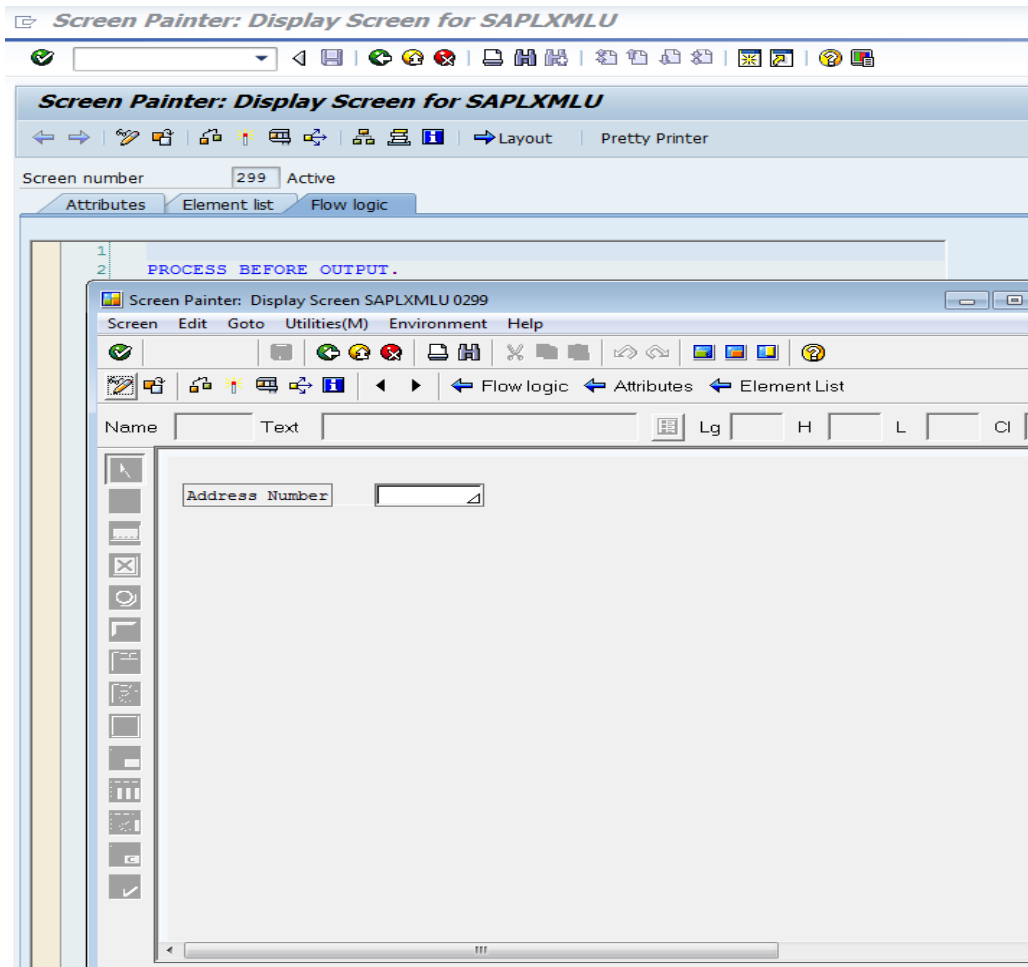 Screen Painter: Display Screen for SAPLXMLU
Screen Painter: Display Screen for SAPLXMLU
Layout Pretty Printer
Screen number 299 Active
Attributes Element list Flow logic
1
2 PROCESS BEFORE OUTPUT.
Screen Painter: Display Screen SAPLXMLU 0299
Screen Edit Goto Utilities(M) Environment Help
Flow logic Attributes Element List
Name Text Lg H L Cl
Address Number